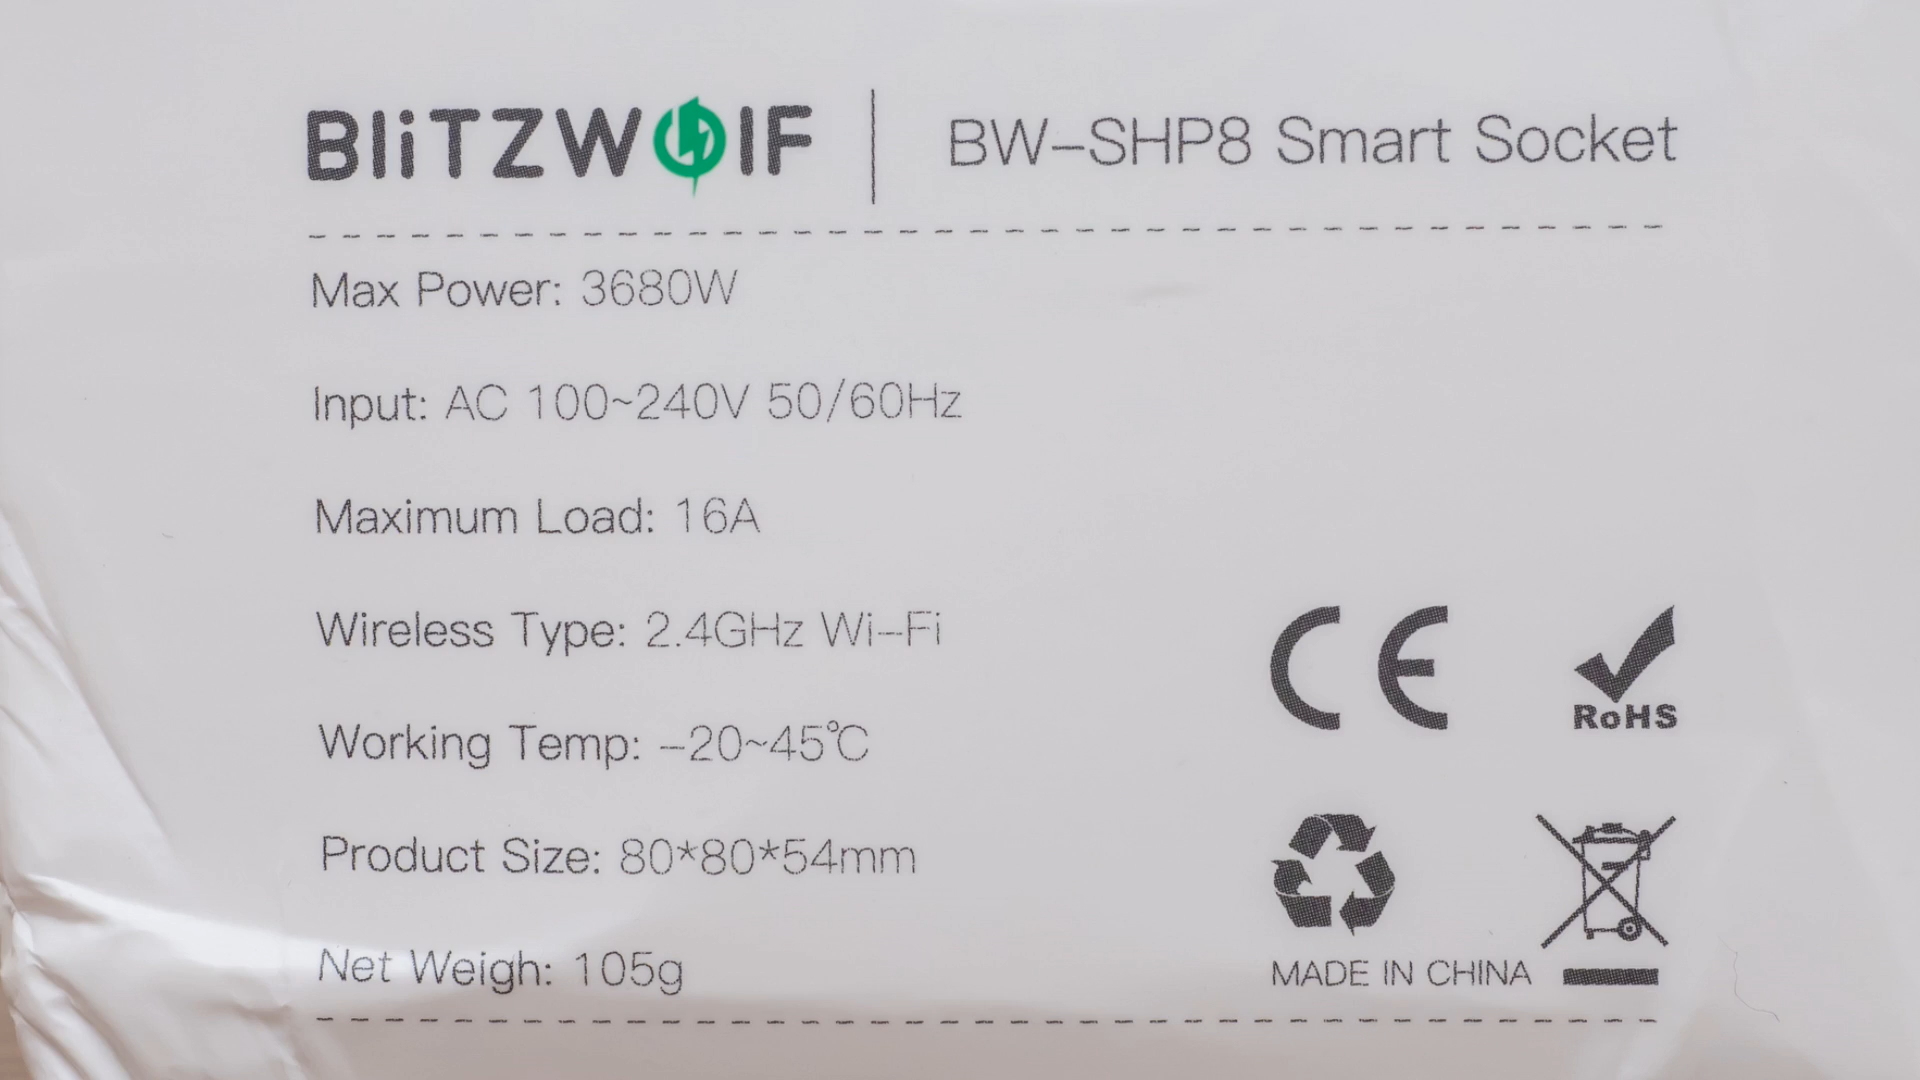 BliTZWOlF | BW-SHP8 Smart Socket
Max Power: 3680W
Input: AC 100~240V 50/60Hz
Maximum Load: 16A
Wireless Type: 2.4GHz Wi-Fi
Working Temp: -20~45℃
Product Size: 80*80*54mm
Net Weigh: 105g
CE
RoHS
MADE IN CHINA